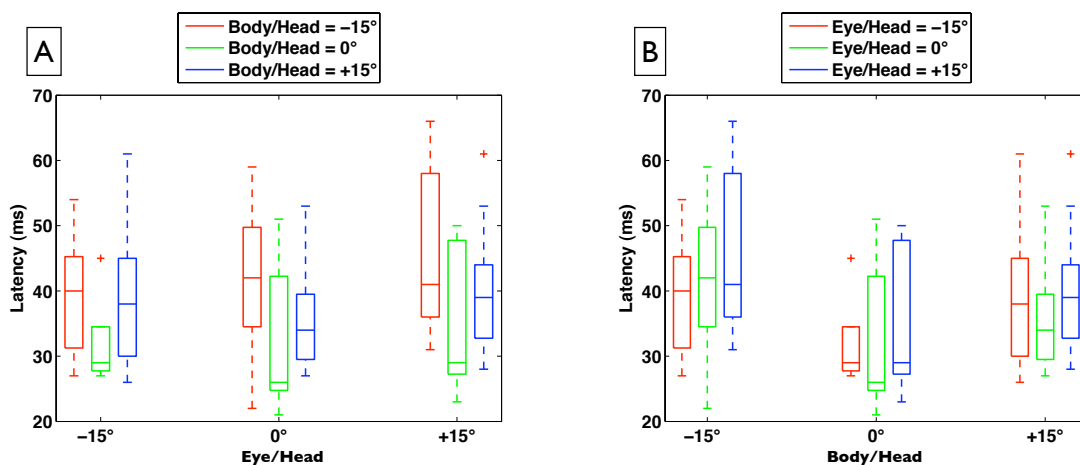 A
Body/Head = −15°
Body/Head = 0°
Body/Head = +15°
70
60
50
40
30
20
Latency (ms)
−15°
0°
+15°
Eye/Head
B
Eye/Head = −15°
Eye/Head = 0°
Eye/Head = +15°
70
60
50
40
30
20
Latency (ms)
−15°
0°
+15°
Body/Head